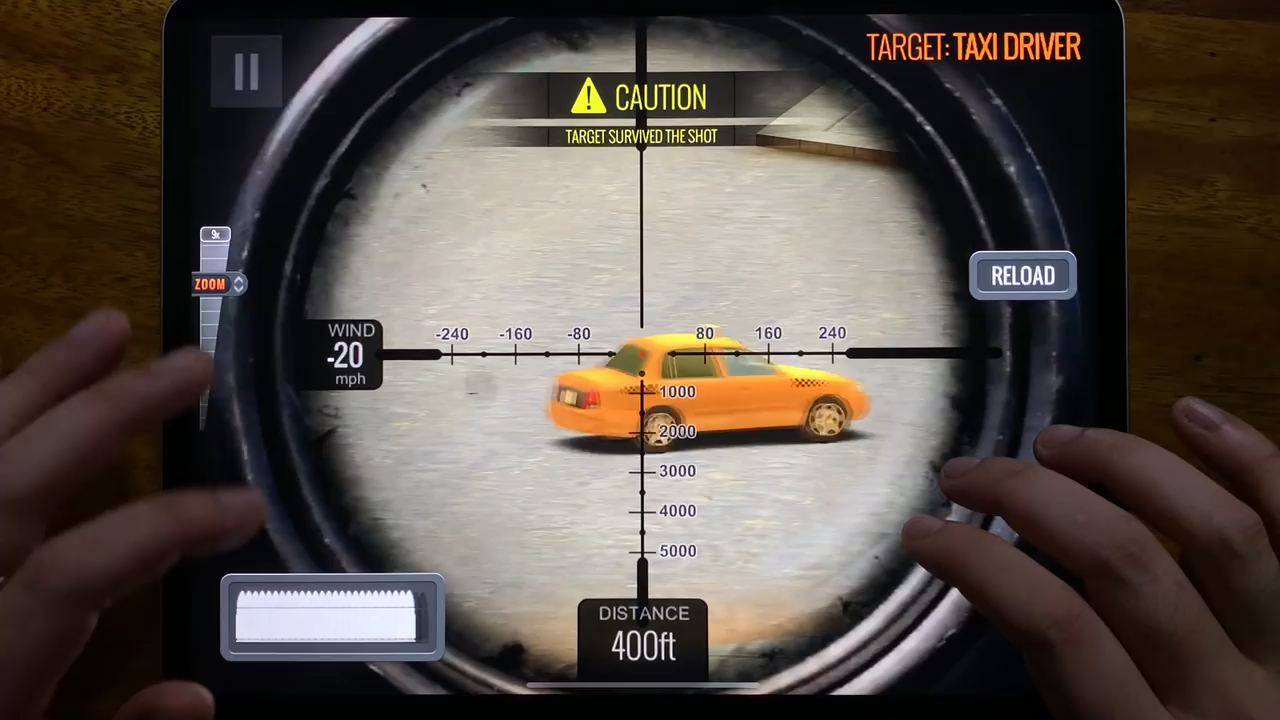 TARGET: TAXI DRIVER
CAUTION
TARGET SURVIVED THE SHOT
9x
ZOOM
RELOAD
WIND
-20
mph
-240 -160 -80 80 160 240
1000
2000
3000
4000
5000
DISTANCE
400ft